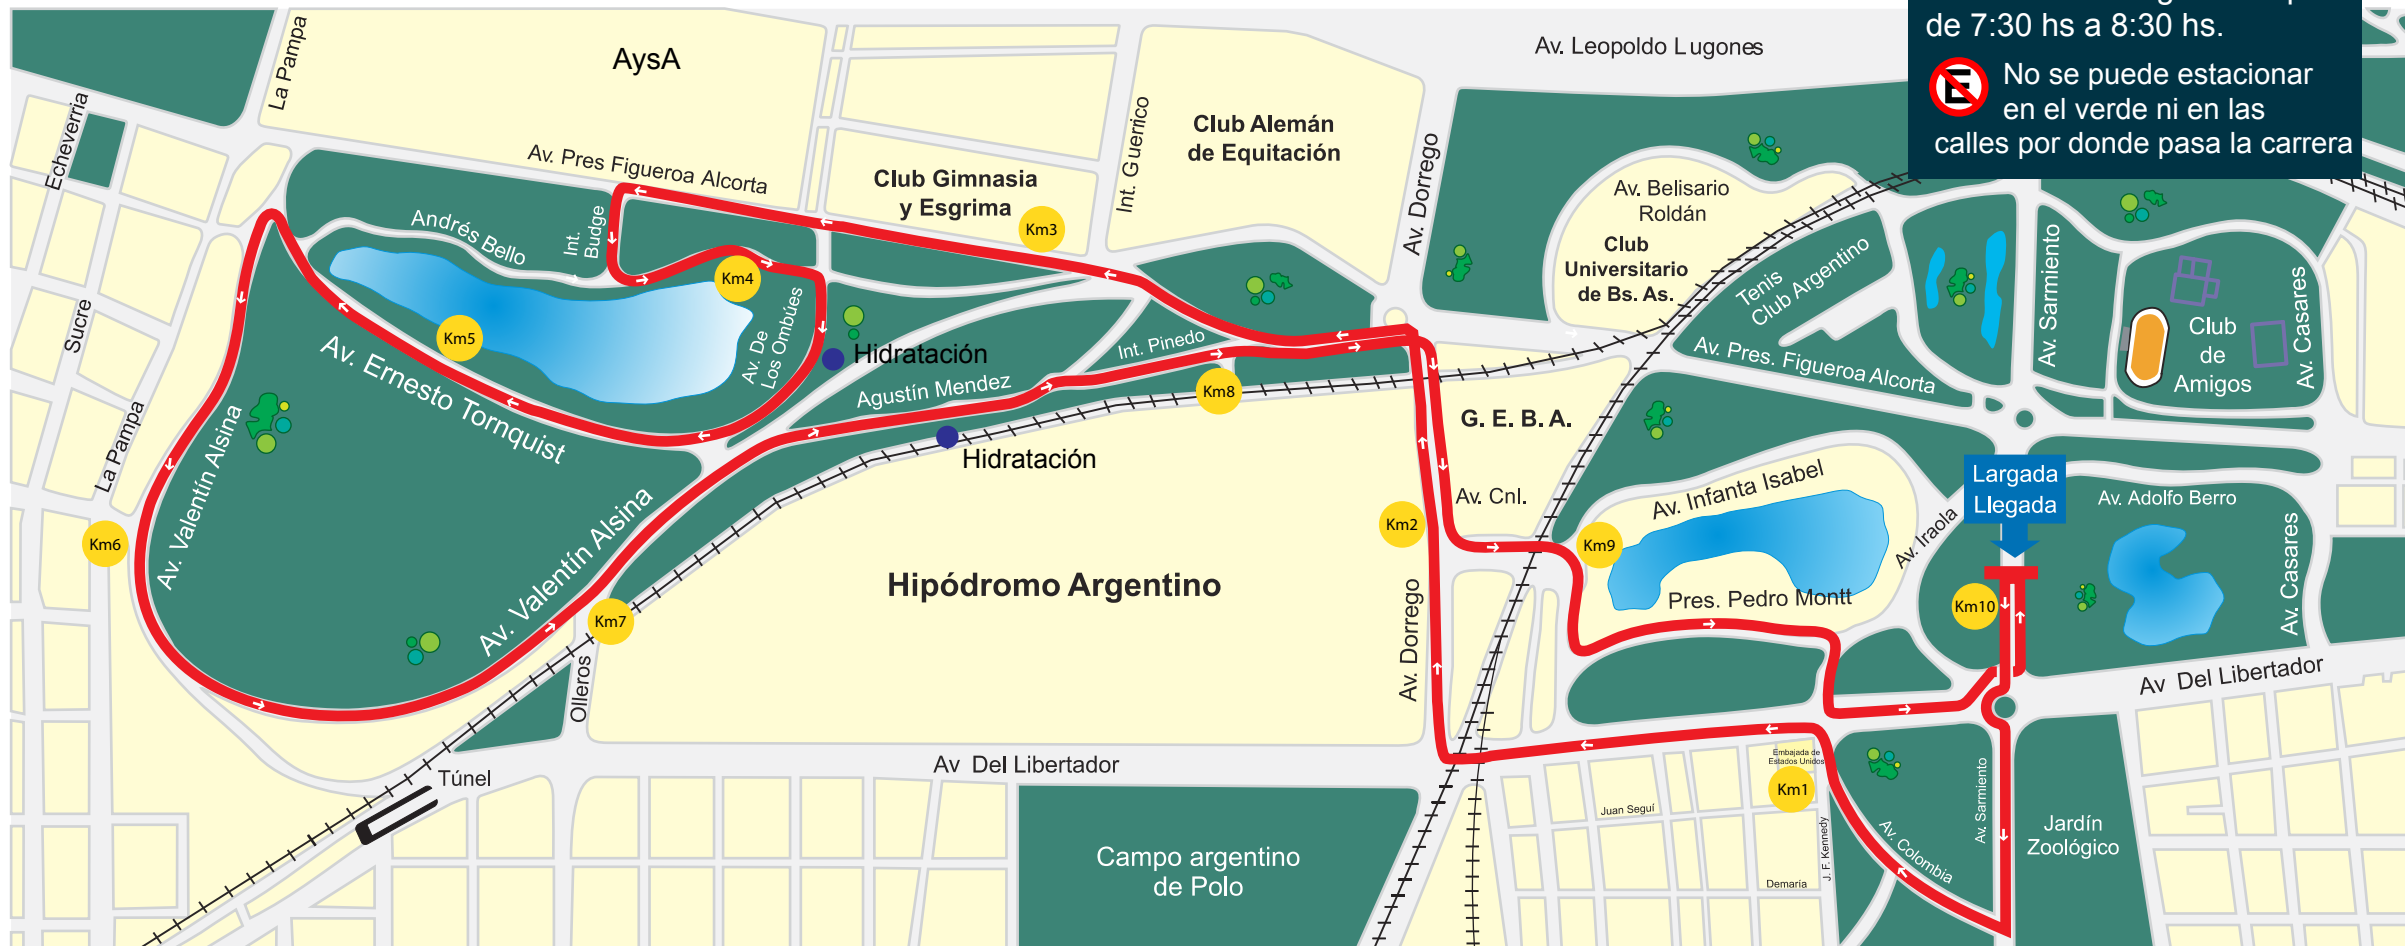 de 7:30 hs a 8:30 hs.
E
No se puede estacionar
en el verde ni en las
calles por donde pasa la carrera
La Pampa
AysA
Av. Leopoldo Lugones
Echeverria
Av. Pres Figueroa Alcorta
Club Gimnasia
y Esgrima
Int. Guerrico
Club Alemán
de Equitación
Av. Dorrego
Av. Belisario
Roldán
Club
Universitario
de Bs. As.
Tenis
Club Argentino
Av. Sarmiento
Club
de
Amigos
Av. Casares
Andrés Bello
Int.
Budge
Km3
Km4
Km5
Sucre
Av. De
Los Ombúes
Hidratación
Int. Pinedo
Av. Pres. Figueroa Alcorta
Av. Ernesto Tornquist
Agustín Mendez
Km8
G. E. B. A.
La Pampa
Av. Valentín Alsina
Hidratación
Av. Cnl.
Av. Infanta Isabel
Largada
Llegada
Av. Adolfo Berro
Km2
Km6
Km9
Av. Iraola
Av. Casares
Av. Valentín Alsina
Hipódromo Argentino
Pres. Pedro Montt
Km10
Km7
Av. Dorrego
Olleros
Av Del Libertador
Av Del Libertador
Túnel
Embajada de
Estados Unidos
Km1
Juan Seguí
J. F. Kennedy
Demaría
Av. Colombia
Av. Sarmiento
Jardín
Zoológico
Campo argentino
de Polo